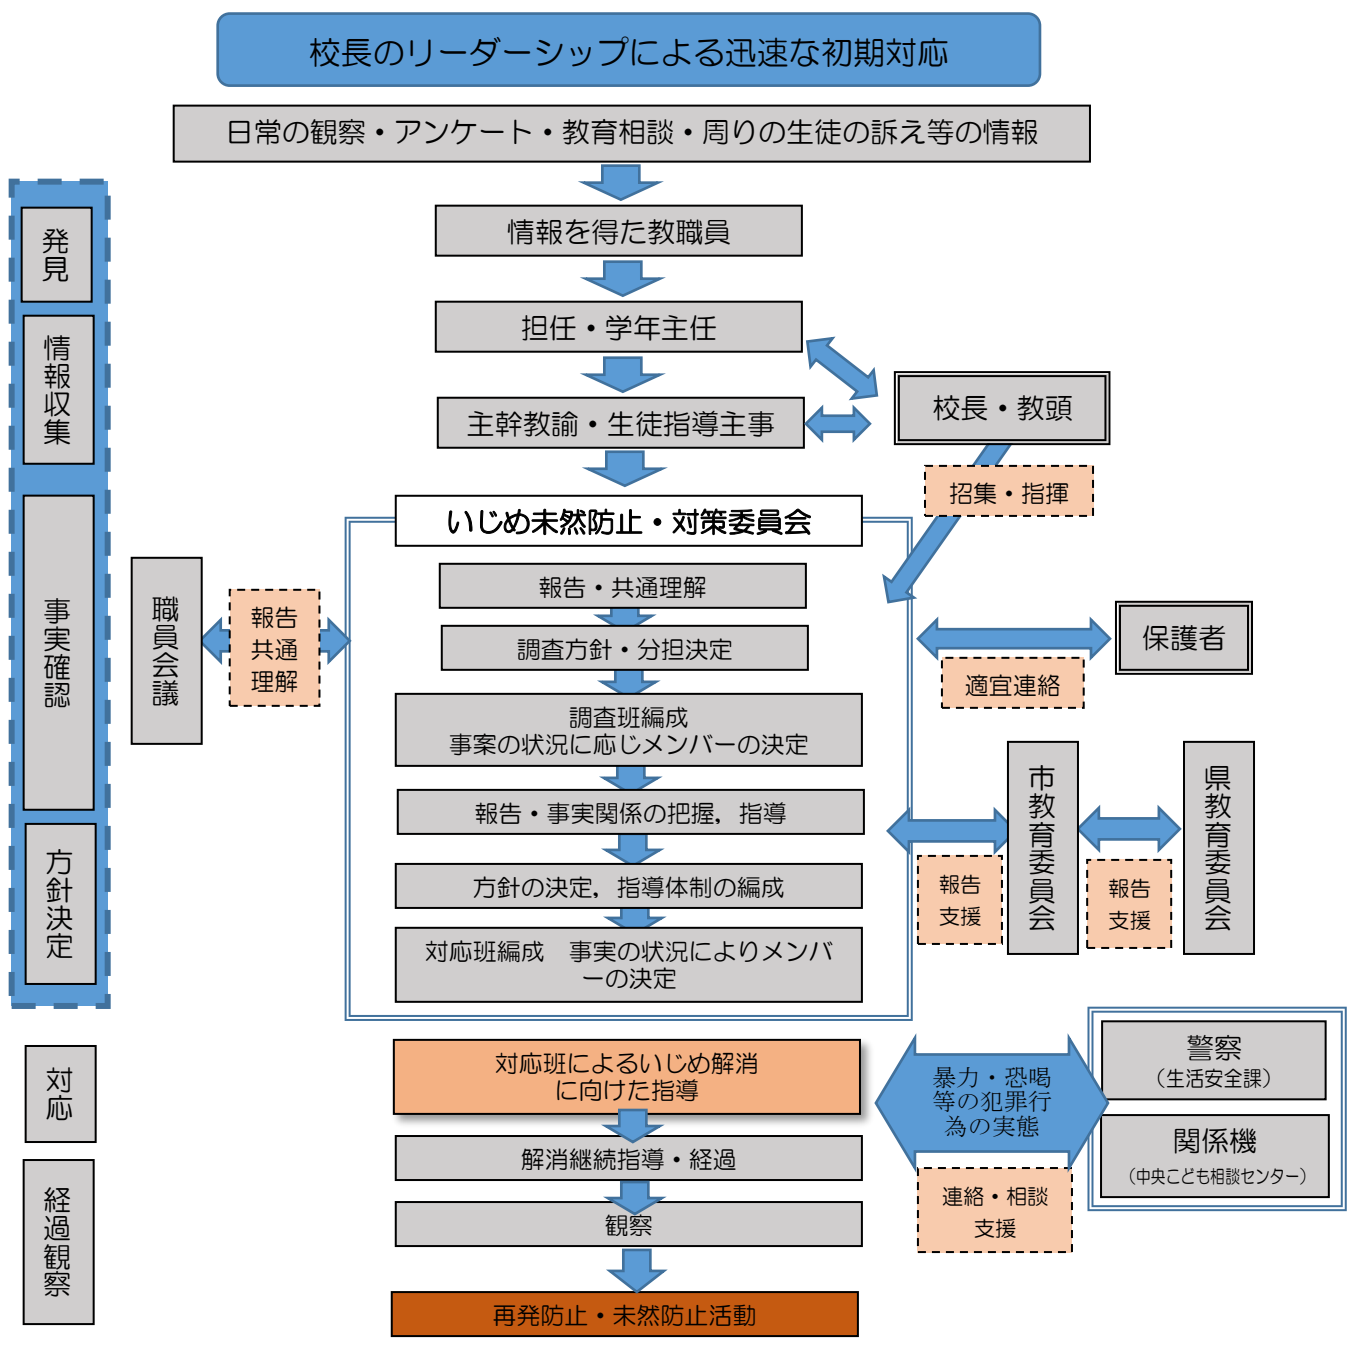 校長のリーダーシップによる迅速な初期対応
日常の観察・アンケート・教育相談・周りの生徒の訴え等の情報
発見
情報を得た教職員
情報収集
担任・学年主任
校長・教頭
主幹教諭・生徒指導主事
招集・指揮
事実確認
いじめ未然防止・対策委員会
職員会議
報告
共通
理解
報告・共通理解
調査方針・分担決定
保護者
適宜連絡
調査班編成
事案の状況に応じメンバーの決定
報告・事実関係の把握，指導
市教育委員会
県教育委員会
報告
支援
報告
支援
方針決定
方針の決定，指導体制の編成
対応班編成　事実の状況によりメンバ
ーの決定
対応
対応班によるいじめ解消
に向けた指導
暴力・恐喝
等の犯罪行
為の実態
警察
（生活安全課）
関係機
（中央こども相談センター）
連絡・相談
支援
経過観察
解消継続指導・経過
観察
再発防止・未然防止活動